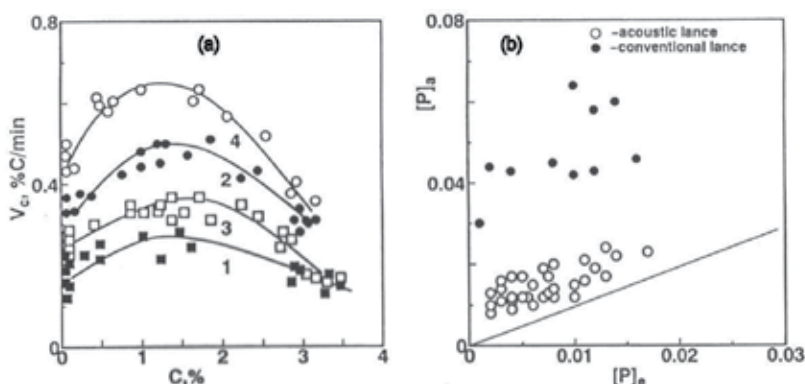 (a)
0.8
0.4
0
V_c, %C/min
4
2
3
1
0 1 2 3 4
C,%
(b)
○ -acoustic lance
● -conventional lance
[P]_a
0.08
0.04
0
0 0.01 0.02 0.03
[P]_e